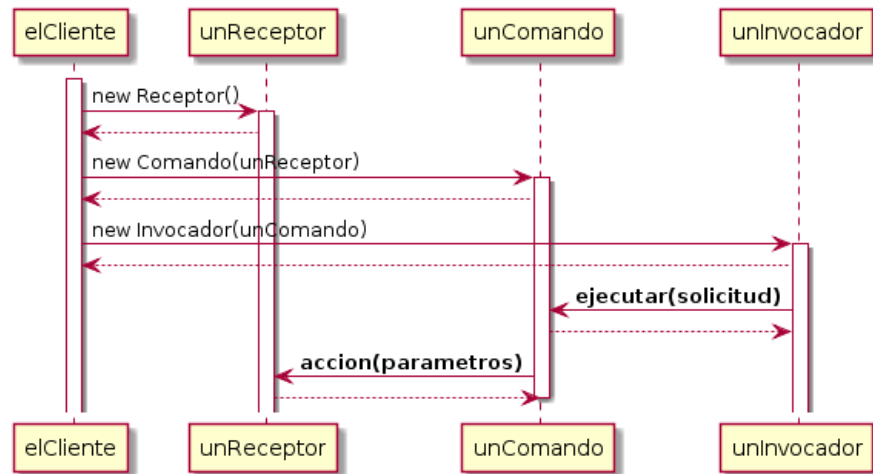 elCliente
unReceptor
unComando
unInvocador
new Receptor()
new Comando(unReceptor)
new Invocador(unComando)
ejecutar(solicitud)
accion(parametros)
elCliente
unReceptor
unComando
unInvocador